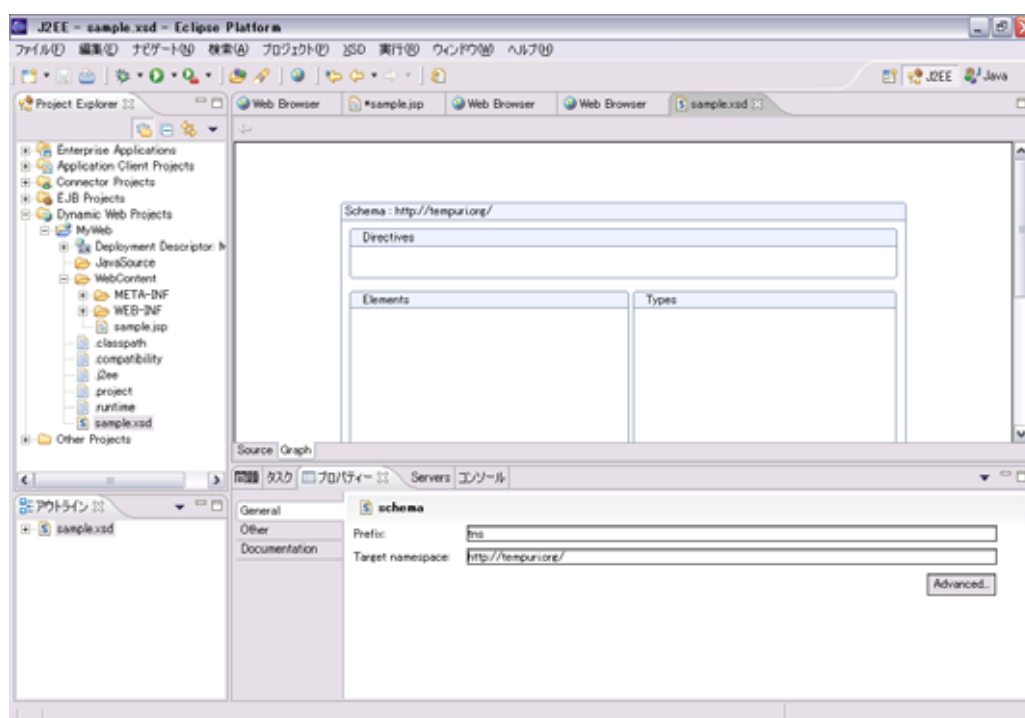 J2EE - sample.xsd - Eclipse Platform
ファイル(F) 編集(E) ナビゲート(N) 検索(A) プロジェクト(P) XSD 実行(R) ウィンドウ(W) ヘルプ(H)
J2EE Java
Project Explorer Web Browser *sample.jsp Web Browser Web Browser sample.xsd
Enterprise Applications
Application Client Projects
Connector Projects
EJB Projects
Dynamic Web Projects
MyWeb
Deployment Descriptor: M
JavaSource
WebContent
META-INF
WEB-INF
sample.jsp
.classpath
.compatibility
.j2ee
.project
.runtime
sample.xsd
Other Projects
Schema : http://tempuri.org/
Directives
Elements Types
Source Graph
問題 タスク プロパティー Servers コンソール
アウトライン
sample.xsd
General
Other
Documentation
schema
Prefix: tns
Target namespace: http://tempuri.org/
Advanced...